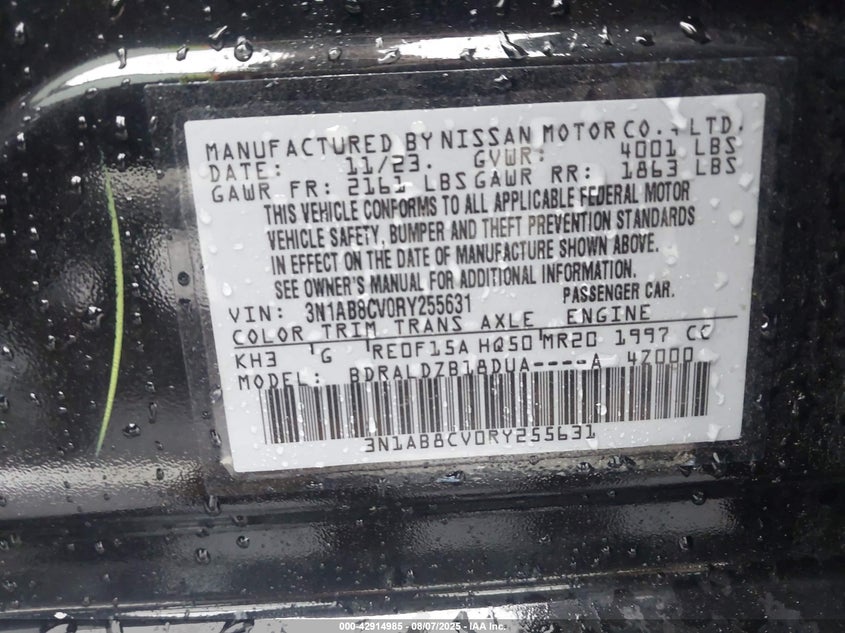 MANUFACTURED BY NISSAN MOTOR CO., LTD.
DATE: 11/23. GVWR: 4001 LBS
GAWR FR: 2161 LBS GAWR RR: 1863 LBS
THIS VEHICLE CONFORMS TO ALL APPLICABLE FEDERAL MOTOR
VEHICLE SAFETY, BUMPER AND THEFT PREVENTION STANDARDS
IN EFFECT ON THE DATE OF MANUFACTURE SHOWN ABOVE.
SEE OWNER'S MANUAL FOR ADDITIONAL INFORMATION.
VIN: 3N1AB8CV0RY255631 PASSENGER CAR.
COLOR TRIM TRANS AXLE ENGINE
KH3 G RE0F15A HQ50 MR20 1997 CC
MODEL: BDRALDZB18DUA----A 4Z000
3N1AB8CV0RY255631
000-42914985 - 08/07/2025 - IAA Inc.